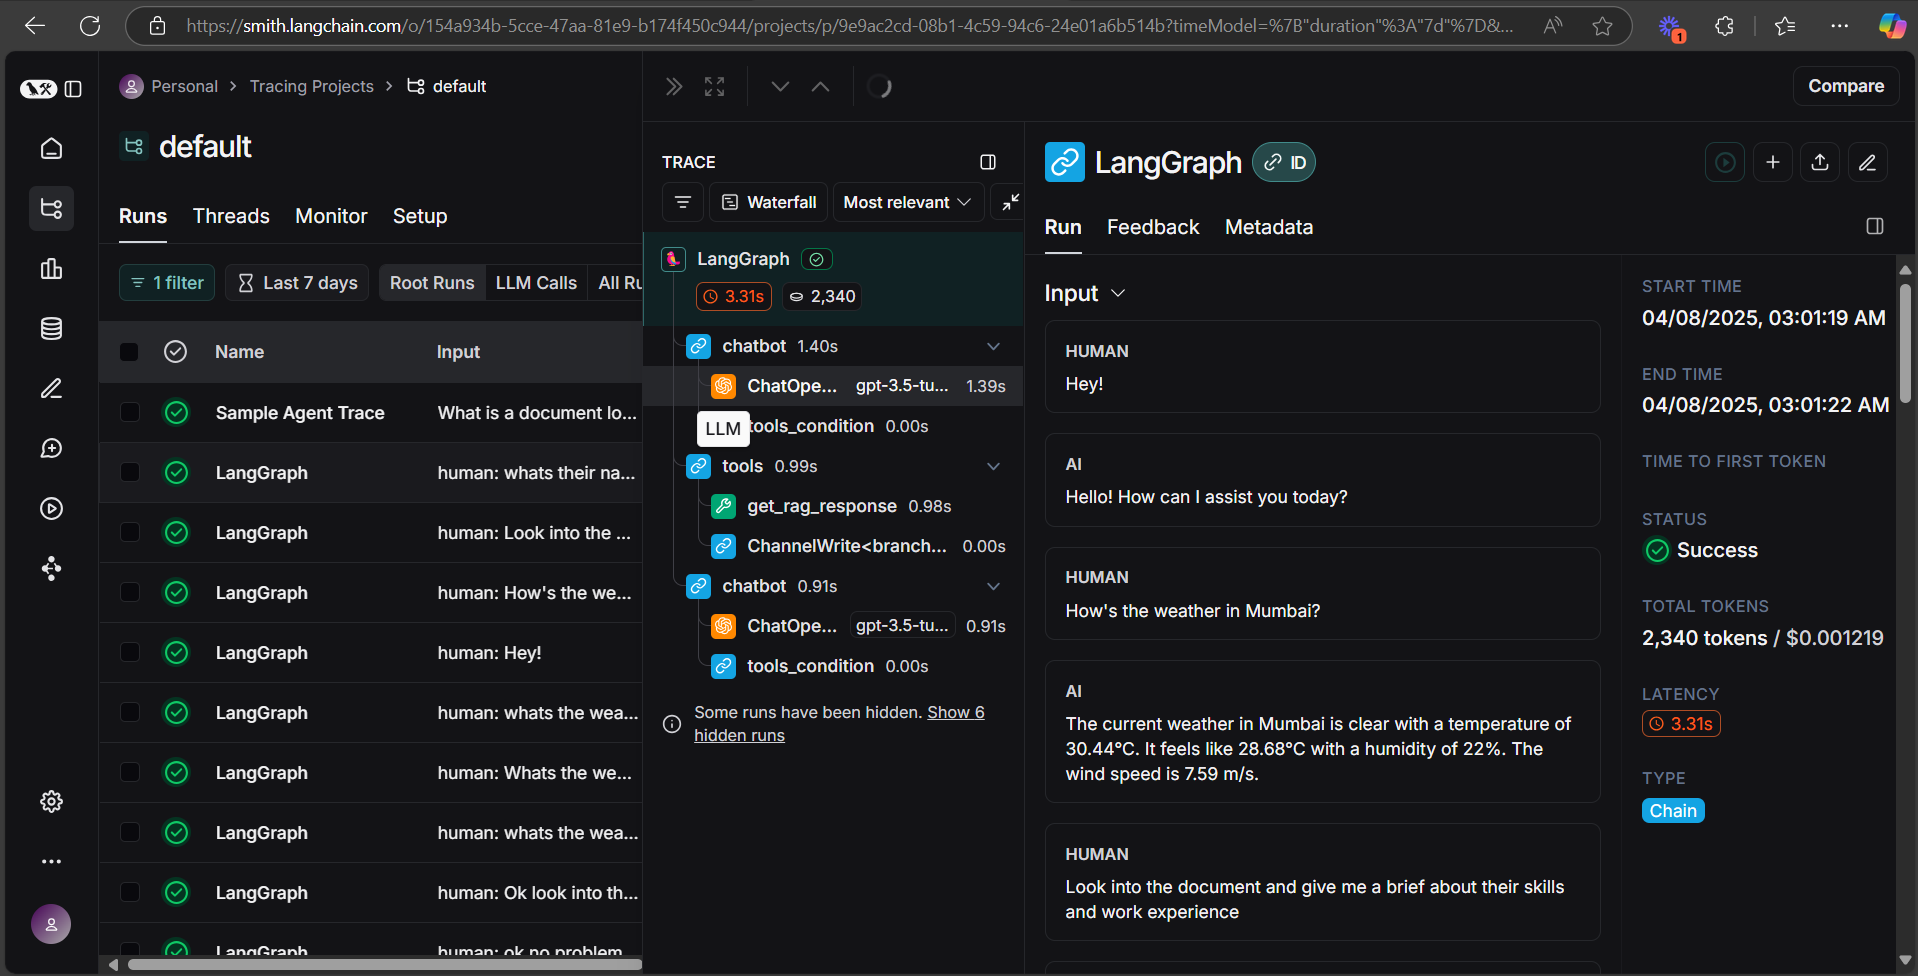 https://smith.langchain.com/o/154a934b-5cce-47aa-81e9-b174f450c944/projects/p/9e9ac2cd-08b1-4c59-94c6-24e01a6b514b?timeModel=%7B"duration"%3A"7d"%7D&...
1
Personal > Tracing Projects > default
Compare
default
Runs Threads Monitor Setup
1 filter Last 7 days Root Runs LLM Calls All Ru
Name Input
Sample Agent Trace What is a document lo...
LangGraph human: whats their na...
LangGraph human: Look into the ...
LangGraph human: How's the we...
LangGraph human: Hey!
LangGraph human: whats the wea...
LangGraph human: Whats the we...
LangGraph human: whats the wea...
LangGraph human: Ok look into th...
LangGraph human: ok no problem
TRACE
Waterfall Most relevant
LangGraph
3.31s 2,340
chatbot 1.40s
ChatOpe... gpt-3.5-tu... 1.39s
LLM
tools_condition 0.00s
tools 0.99s
get_rag_response 0.98s
ChannelWrite<branch... 0.00s
chatbot 0.91s
ChatOpe... gpt-3.5-tu... 0.91s
tools_condition 0.00s
Some runs have been hidden. Show 6
hidden runs
LangGraph ID
Run Feedback Metadata
Input
HUMAN
Hey!
AI
Hello! How can I assist you today?
HUMAN
How's the weather in Mumbai?
AI
The current weather in Mumbai is clear with a temperature of
30.44°C. It feels like 28.68°C with a humidity of 22%. The
wind speed is 7.59 m/s.
HUMAN
Look into the document and give me a brief about their skills
and work experience
START TIME
04/08/2025, 03:01:19 AM
END TIME
04/08/2025, 03:01:22 AM
TIME TO FIRST TOKEN
STATUS
Success
TOTAL TOKENS
2,340 tokens / $0.001219
LATENCY
3.31s
TYPE
Chain